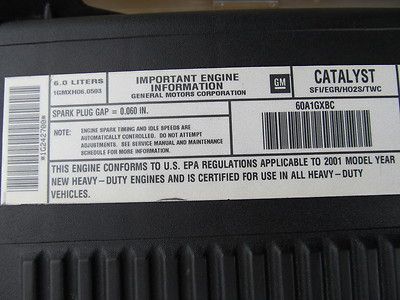 6.0 LITERS
1GMXH06.0503
IMPORTANT ENGINE
INFORMATION
GENERAL MOTORS CORPORATION
GM
CATALYST
SFI/EGR/HO2S/TWC
SPARK PLUG GAP = 0.060 IN.
60A1GXBC
NOTE:
ENGINE SPARK TIMING AND IDLE SPEEDS ARE
AUTOMATICALLY CONTROLLED. DO NOT ATTEMPT
ADJUSTMENTS. SEE SERVICE MANUAL AND MAINTENANCE
SCHEDULE FOR MORE INFORMATION.
THIS ENGINE CONFORMS TO U.S. EPA REGULATIONS APPLICABLE TO 2001 MODEL YEAR
NEW HEAVY-DUTY ENGINES AND IS CERTIFIED FOR USE IN ALL HEAVY-DUTY
VEHICLES.